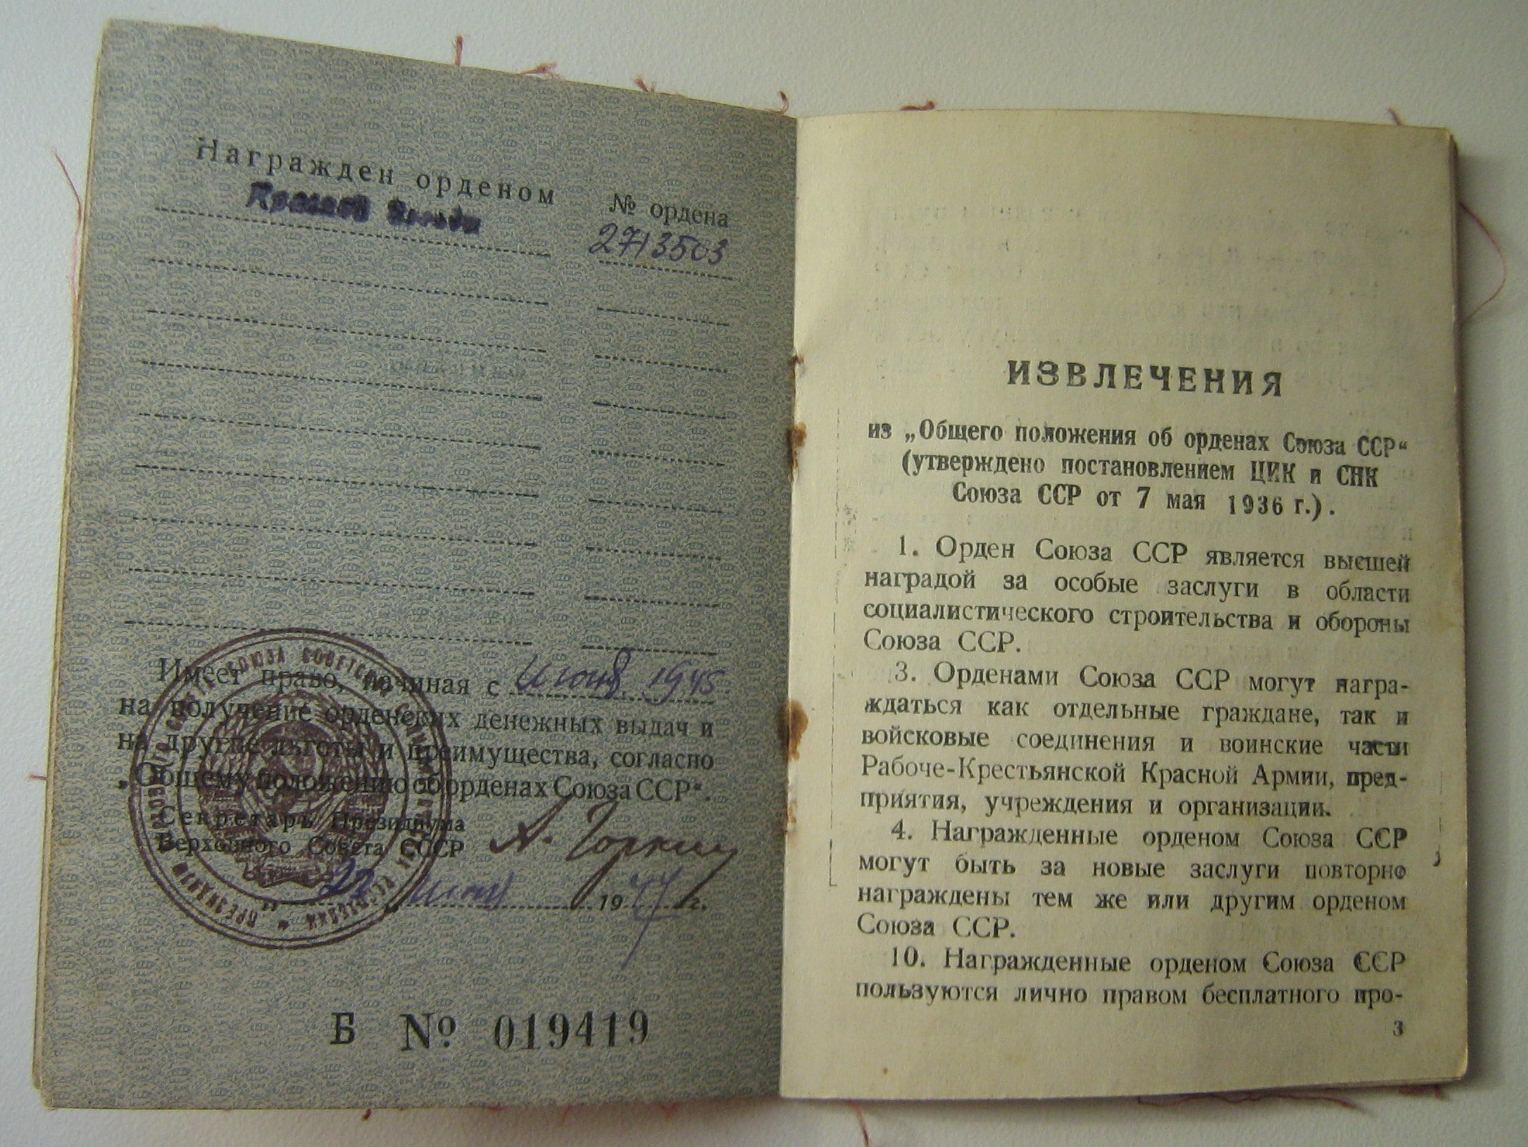 Награжден орденом
№ ордена
Красной Звезды
2713503
Имеет право, начиная с июня 1945
на получение орденских денежных выдач и
на другие льготы и преимущества, согласно
„Общему положению об орденах Союза ССР“.
Секретарь Президиума
Верховного Совета СССР
А. Горкин
„22“ июня 1947 г.
Б № 019419
ИЗВЛЕЧЕНИЯ
из „Общего положения об орденах Союза ССР“
(утверждено постановлением ЦИК и СНК
Союза ССР от 7 мая 1936 г.).
1. Орден Союза ССР является высшей
наградой за особые заслуги в области
социалистического строительства и обороны
Союза ССР.
3. Орденами Союза ССР могут награ-
ждаться как отдельные граждане, так и
войсковые соединения и воинские части
Рабоче-Крестьянской Красной Армии, пред-
приятия, учреждения и организации.
4. Награжденные орденом Союза ССР
могут быть за новые заслуги повторно
награждены тем же или другим орденом
Союза ССР.
10. Награжденные орденом Союза ССР
пользуются лично правом бесплатного про-
3